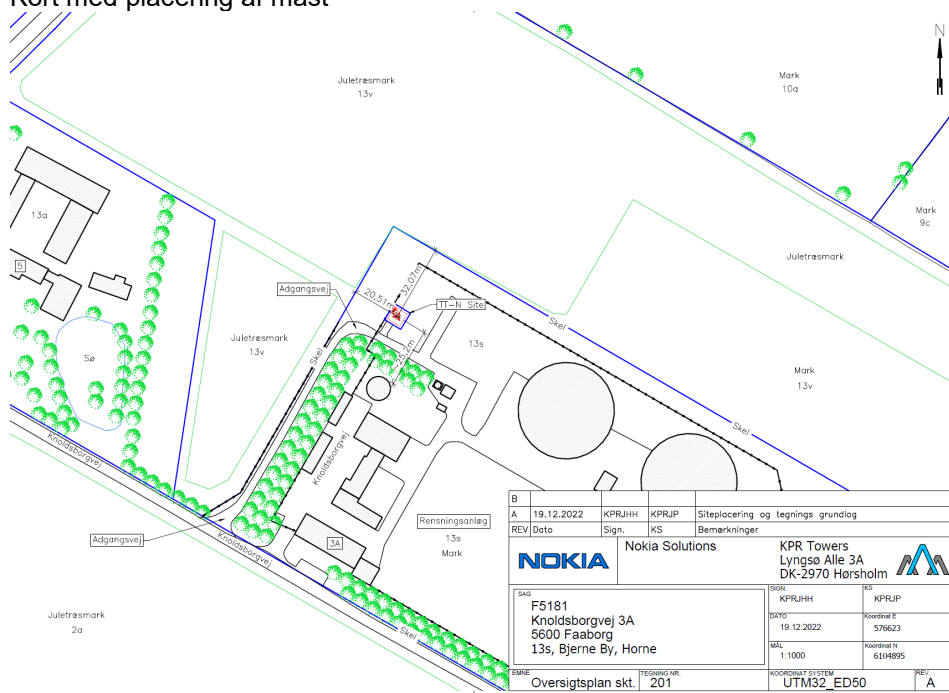 Kort med placering af mast
N
Juletræsmark
13v
Mark
10a
Mark
9c
Juletræsmark
13a
5
Adgangsvej
20.51m
32.07m
TT-N Site
25.2m
13s
Skel
Juletræsmark
13v
Skel
Sø
Mark
13v
Skel
Knoldsborgvej
Knoldsborgvej
Rensningsanlæg
13s
Mark
Adgangsvej
3A
Knoldsborgvej
Juletræsmark
2a
Skel
B
A 19.12.2022 KPRJHH KPRJP Siteplacering og tegnings grundlag
REV Dato Sign. KS Bemærkninger
NOKIA
Nokia Solutions
KPR Towers
Lyngsø Alle 3A
DK-2970 Hørsholm
SAG
F5181
Knoldsborgvej 3A
5600 Faaborg
13s, Bjerne By, Horne
SIGN. KS
KPRJHH KPRJP
DATO Koordinat E
19.12.2022 576623
MÅL Koordinat N
1:1000 6104895
EMNE TEGNING NR. KOORDINAT SYSTEM REV.
Oversigtsplan skt. 201 UTM32_ED50 A